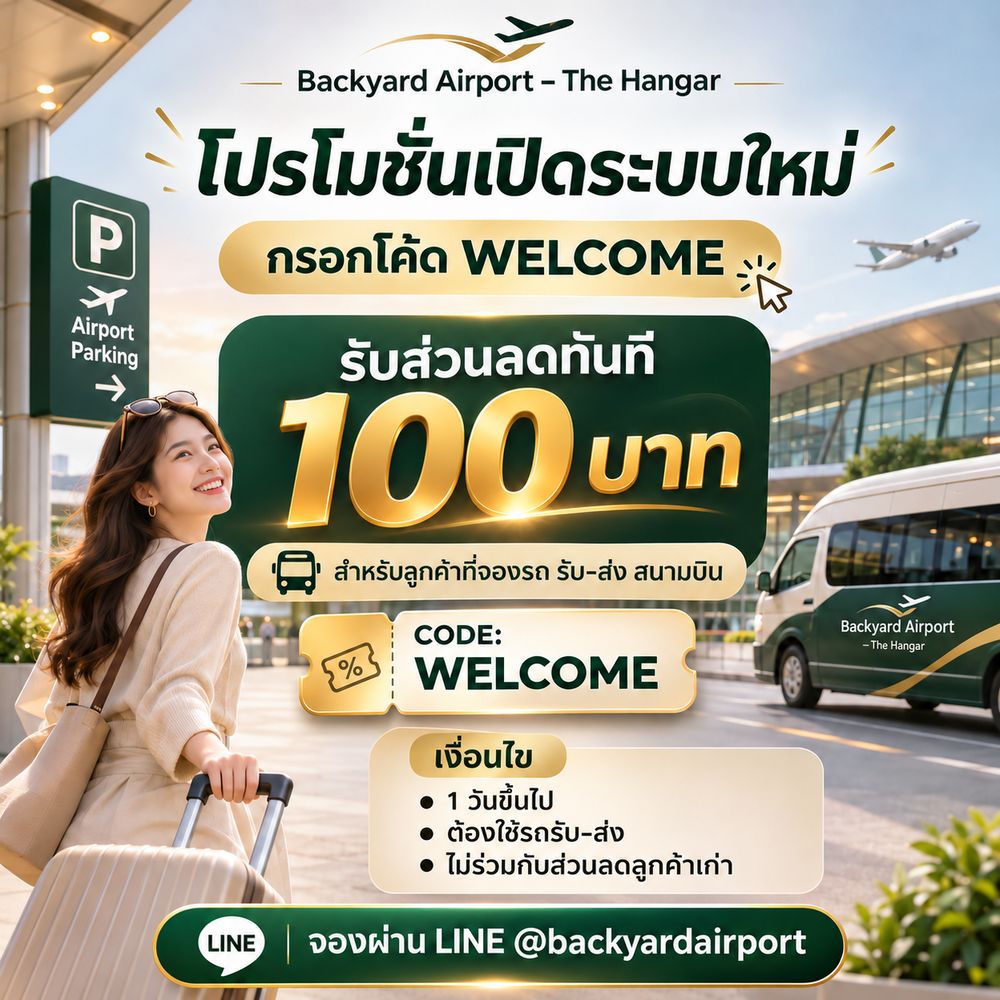 Backyard Airport – The Hangar
โปรโมชั่นเปิดระบบใหม่
กรอกโค้ด WELCOME
P
Airport
Parking
รับส่วนลดทันที
100 บาท
สำหรับลูกค้าที่จองรถ รับ-ส่ง สนามบิน
CODE:
WELCOME
%
Backyard Airport
– The Hangar
เงื่อนไข
• 1 วันขึ้นไป
• ต้องใช้รถรับ-ส่ง
• ไม่ร่วมกับส่วนลดลูกค้าเก่า
LINE | จองผ่าน LINE @backyardairport